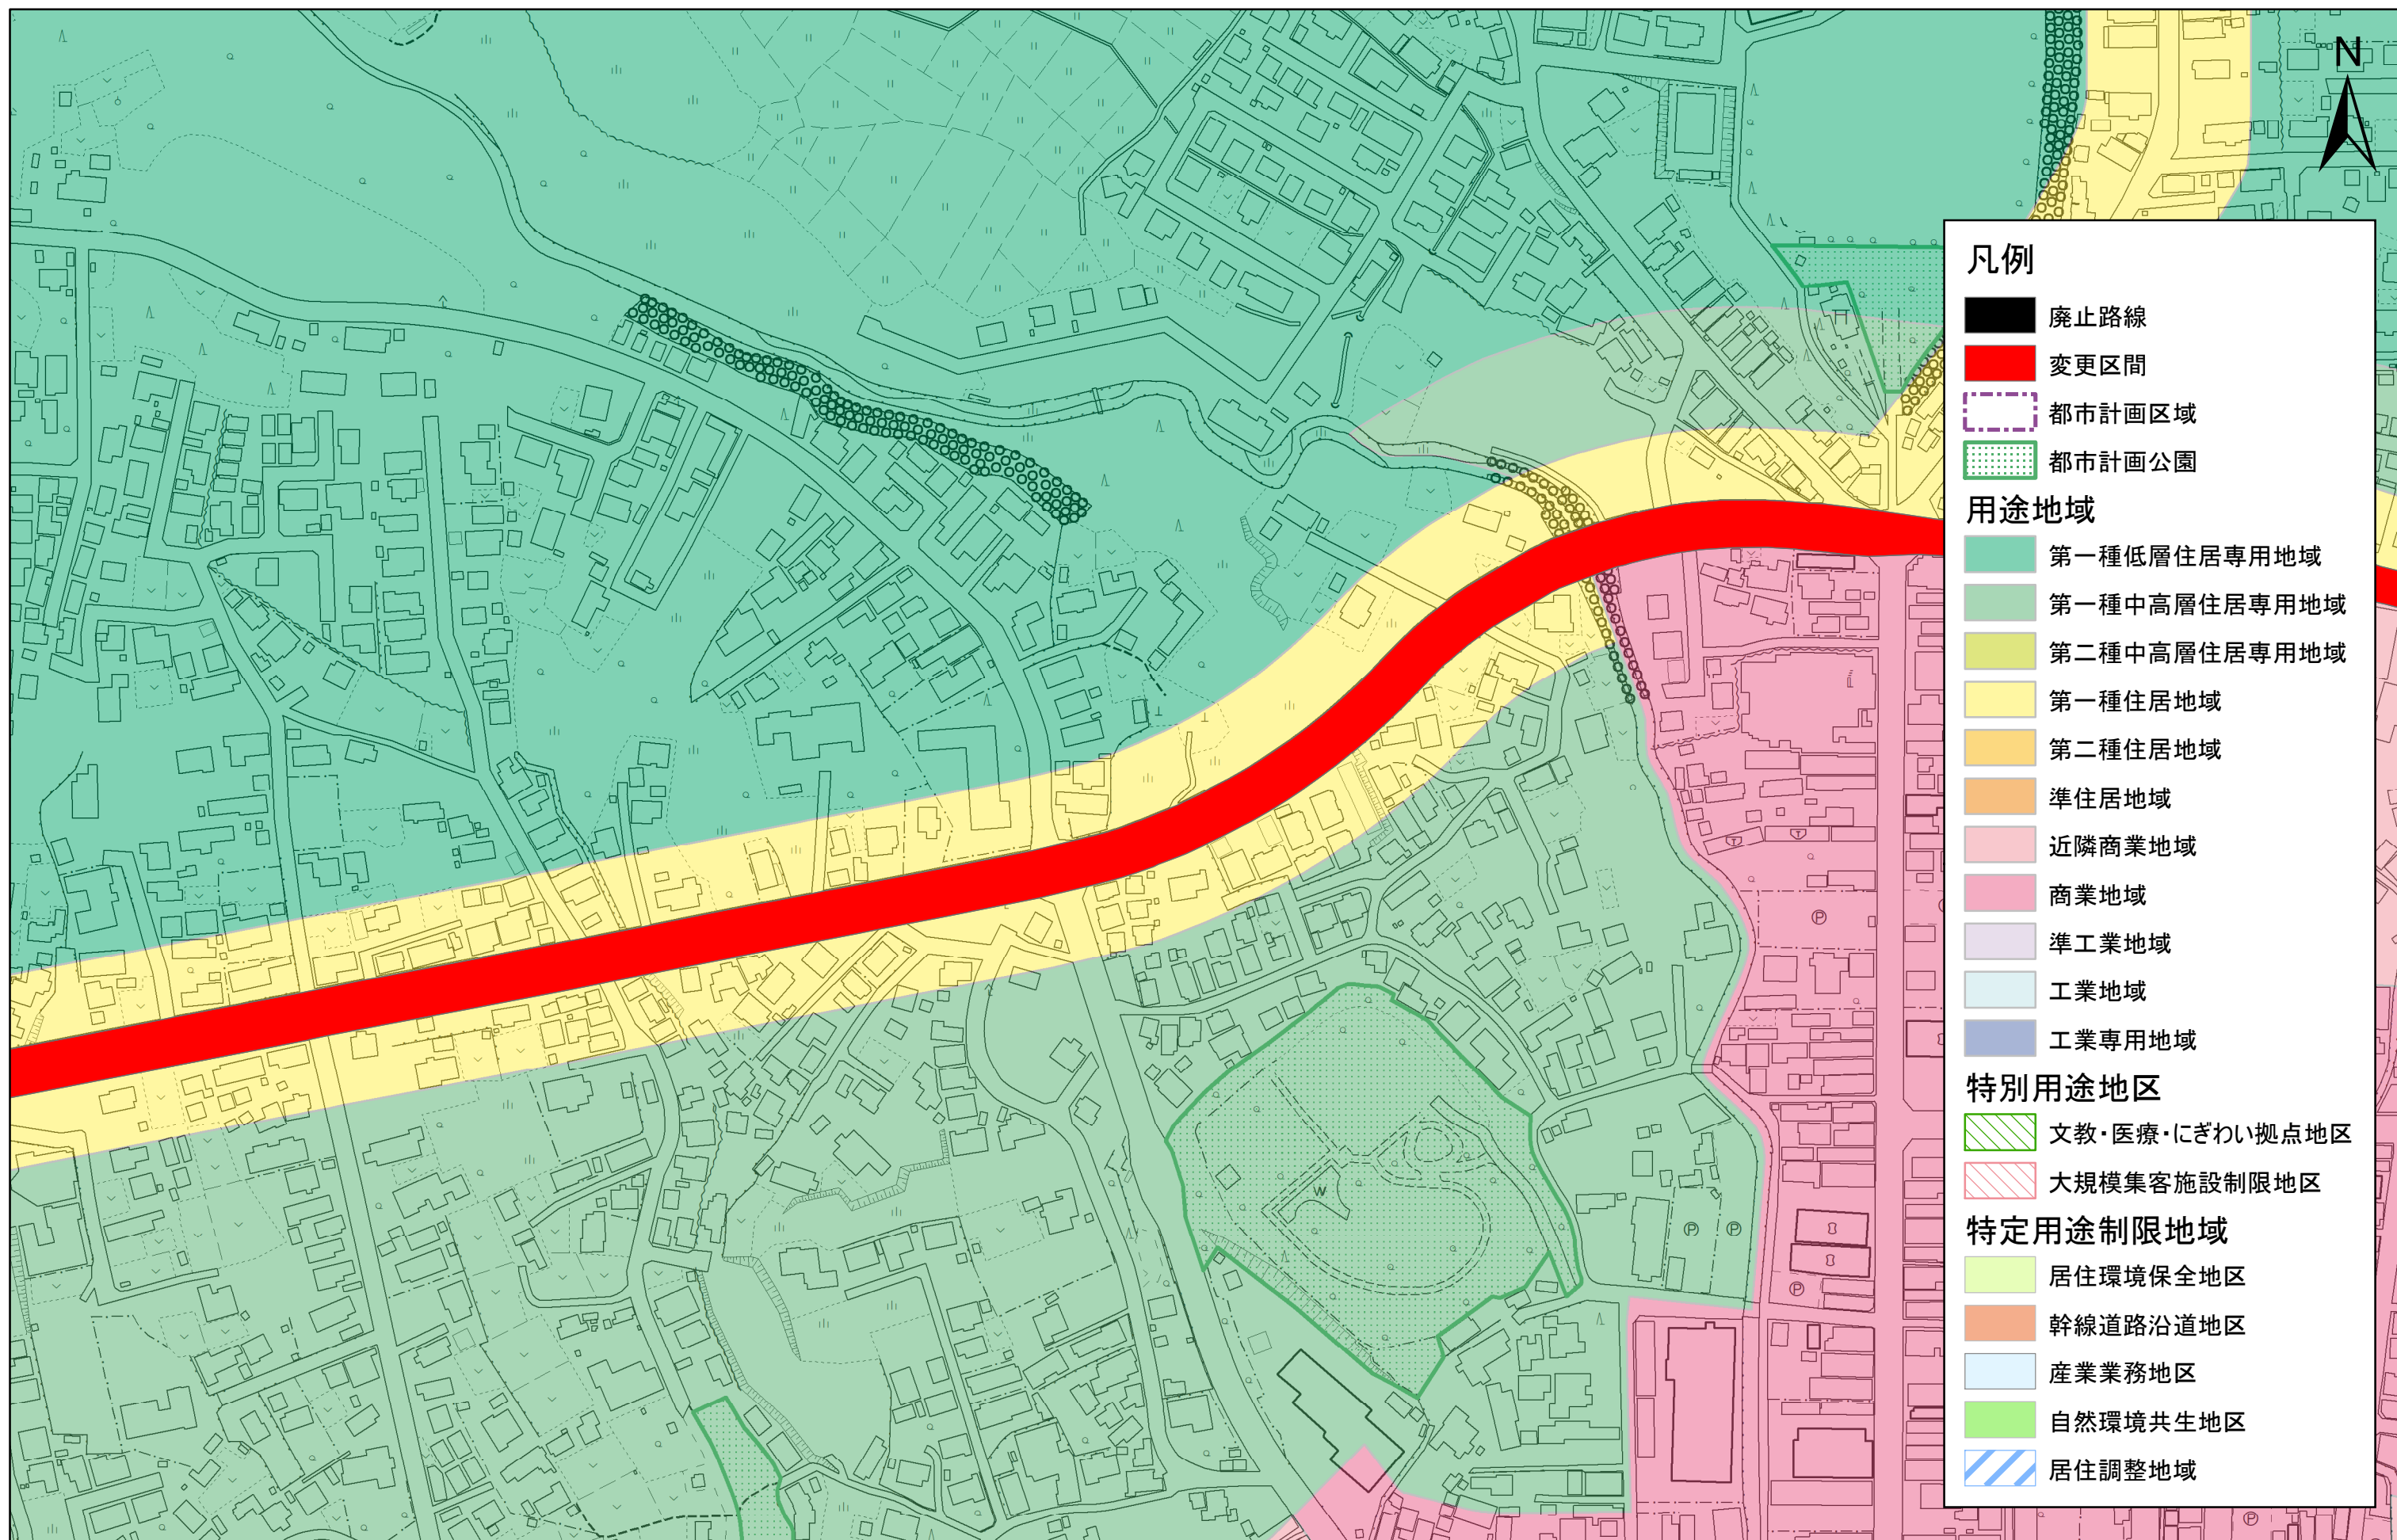 N
凡例
廃止路線
変更区間
都市計画区域
都市計画公園
用途地域
第一種低層住居専用地域
第一種中高層住居専用地域
第二種中高層住居専用地域
第一種住居地域
第二種住居地域
準住居地域
近隣商業地域
商業地域
準工業地域
工業地域
工業専用地域
特別用途地区
文教・医療・にぎわい拠点地区
大規模集客施設制限地区
特定用途制限地域
居住環境保全地区
幹線道路沿道地区
産業業務地区
自然環境共生地区
居住調整地域
P
W
P P
P
P